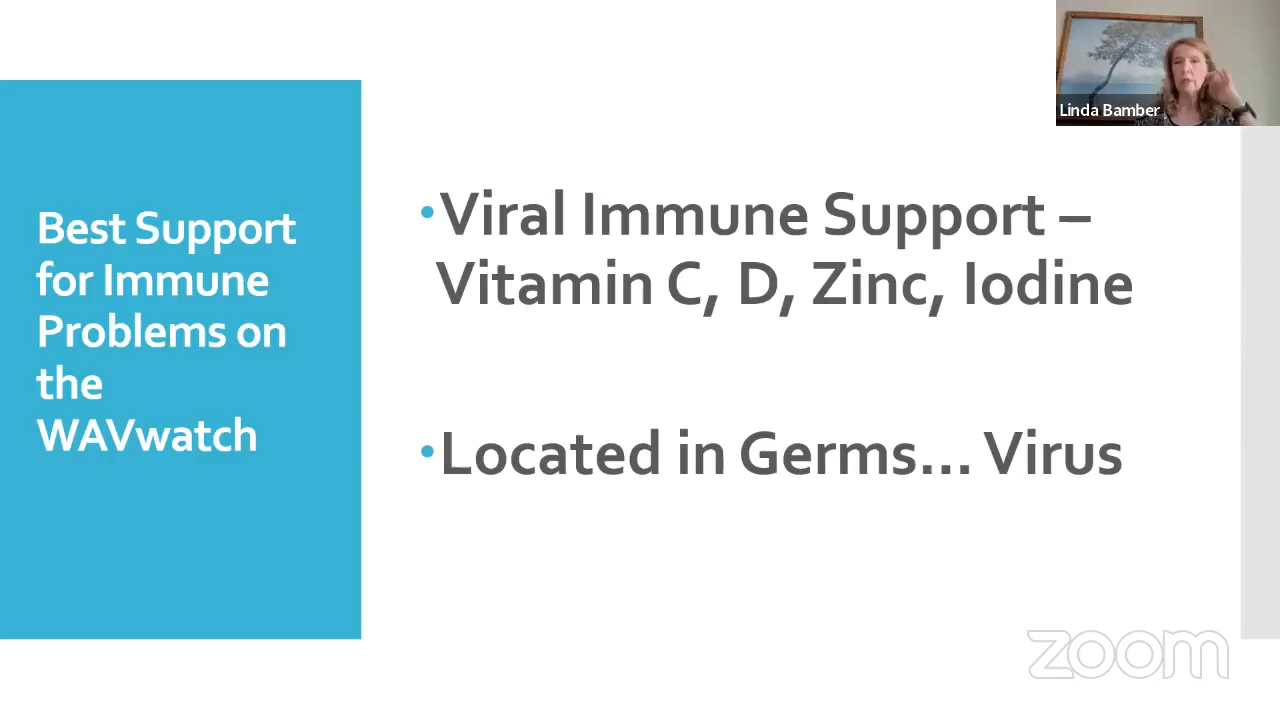 Linda Bamber
Best Support
for Immune
Problems on
the
WAVwatch
•Viral Immune Support –
Vitamin C, D, Zinc, Iodine
•Located in Germs... Virus
zoom